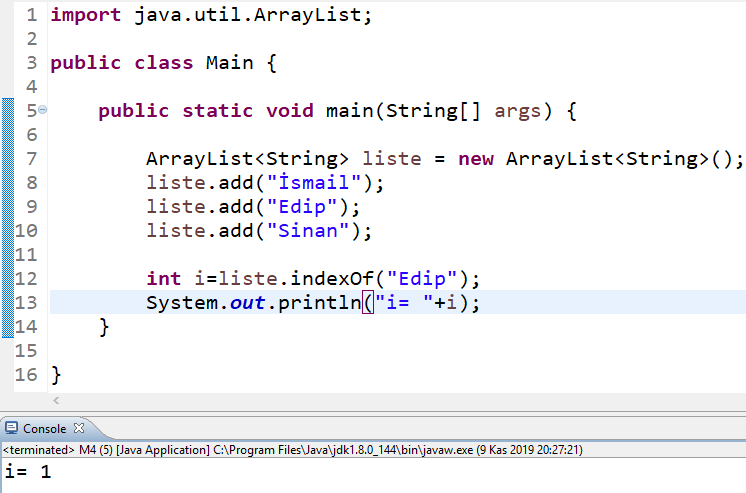 1 import java.util.ArrayList;
2
3 public class Main {
4
5     public static void main(String[] args) {
6
7         ArrayList<String> liste = new ArrayList<String>();
8         liste.add("İsmail");
9         liste.add("Edip");
10         liste.add("Sinan");
11
12         int i=liste.indexOf("Edip");
13         System.out.println("i= "+i);
14     }
15
16 }
Console
<terminated> M4 (5) [Java Application] C:\Program Files\Java\jdk1.8.0_144\bin\javaw.exe (9 Kas 2019 20:27:21)
i= 1